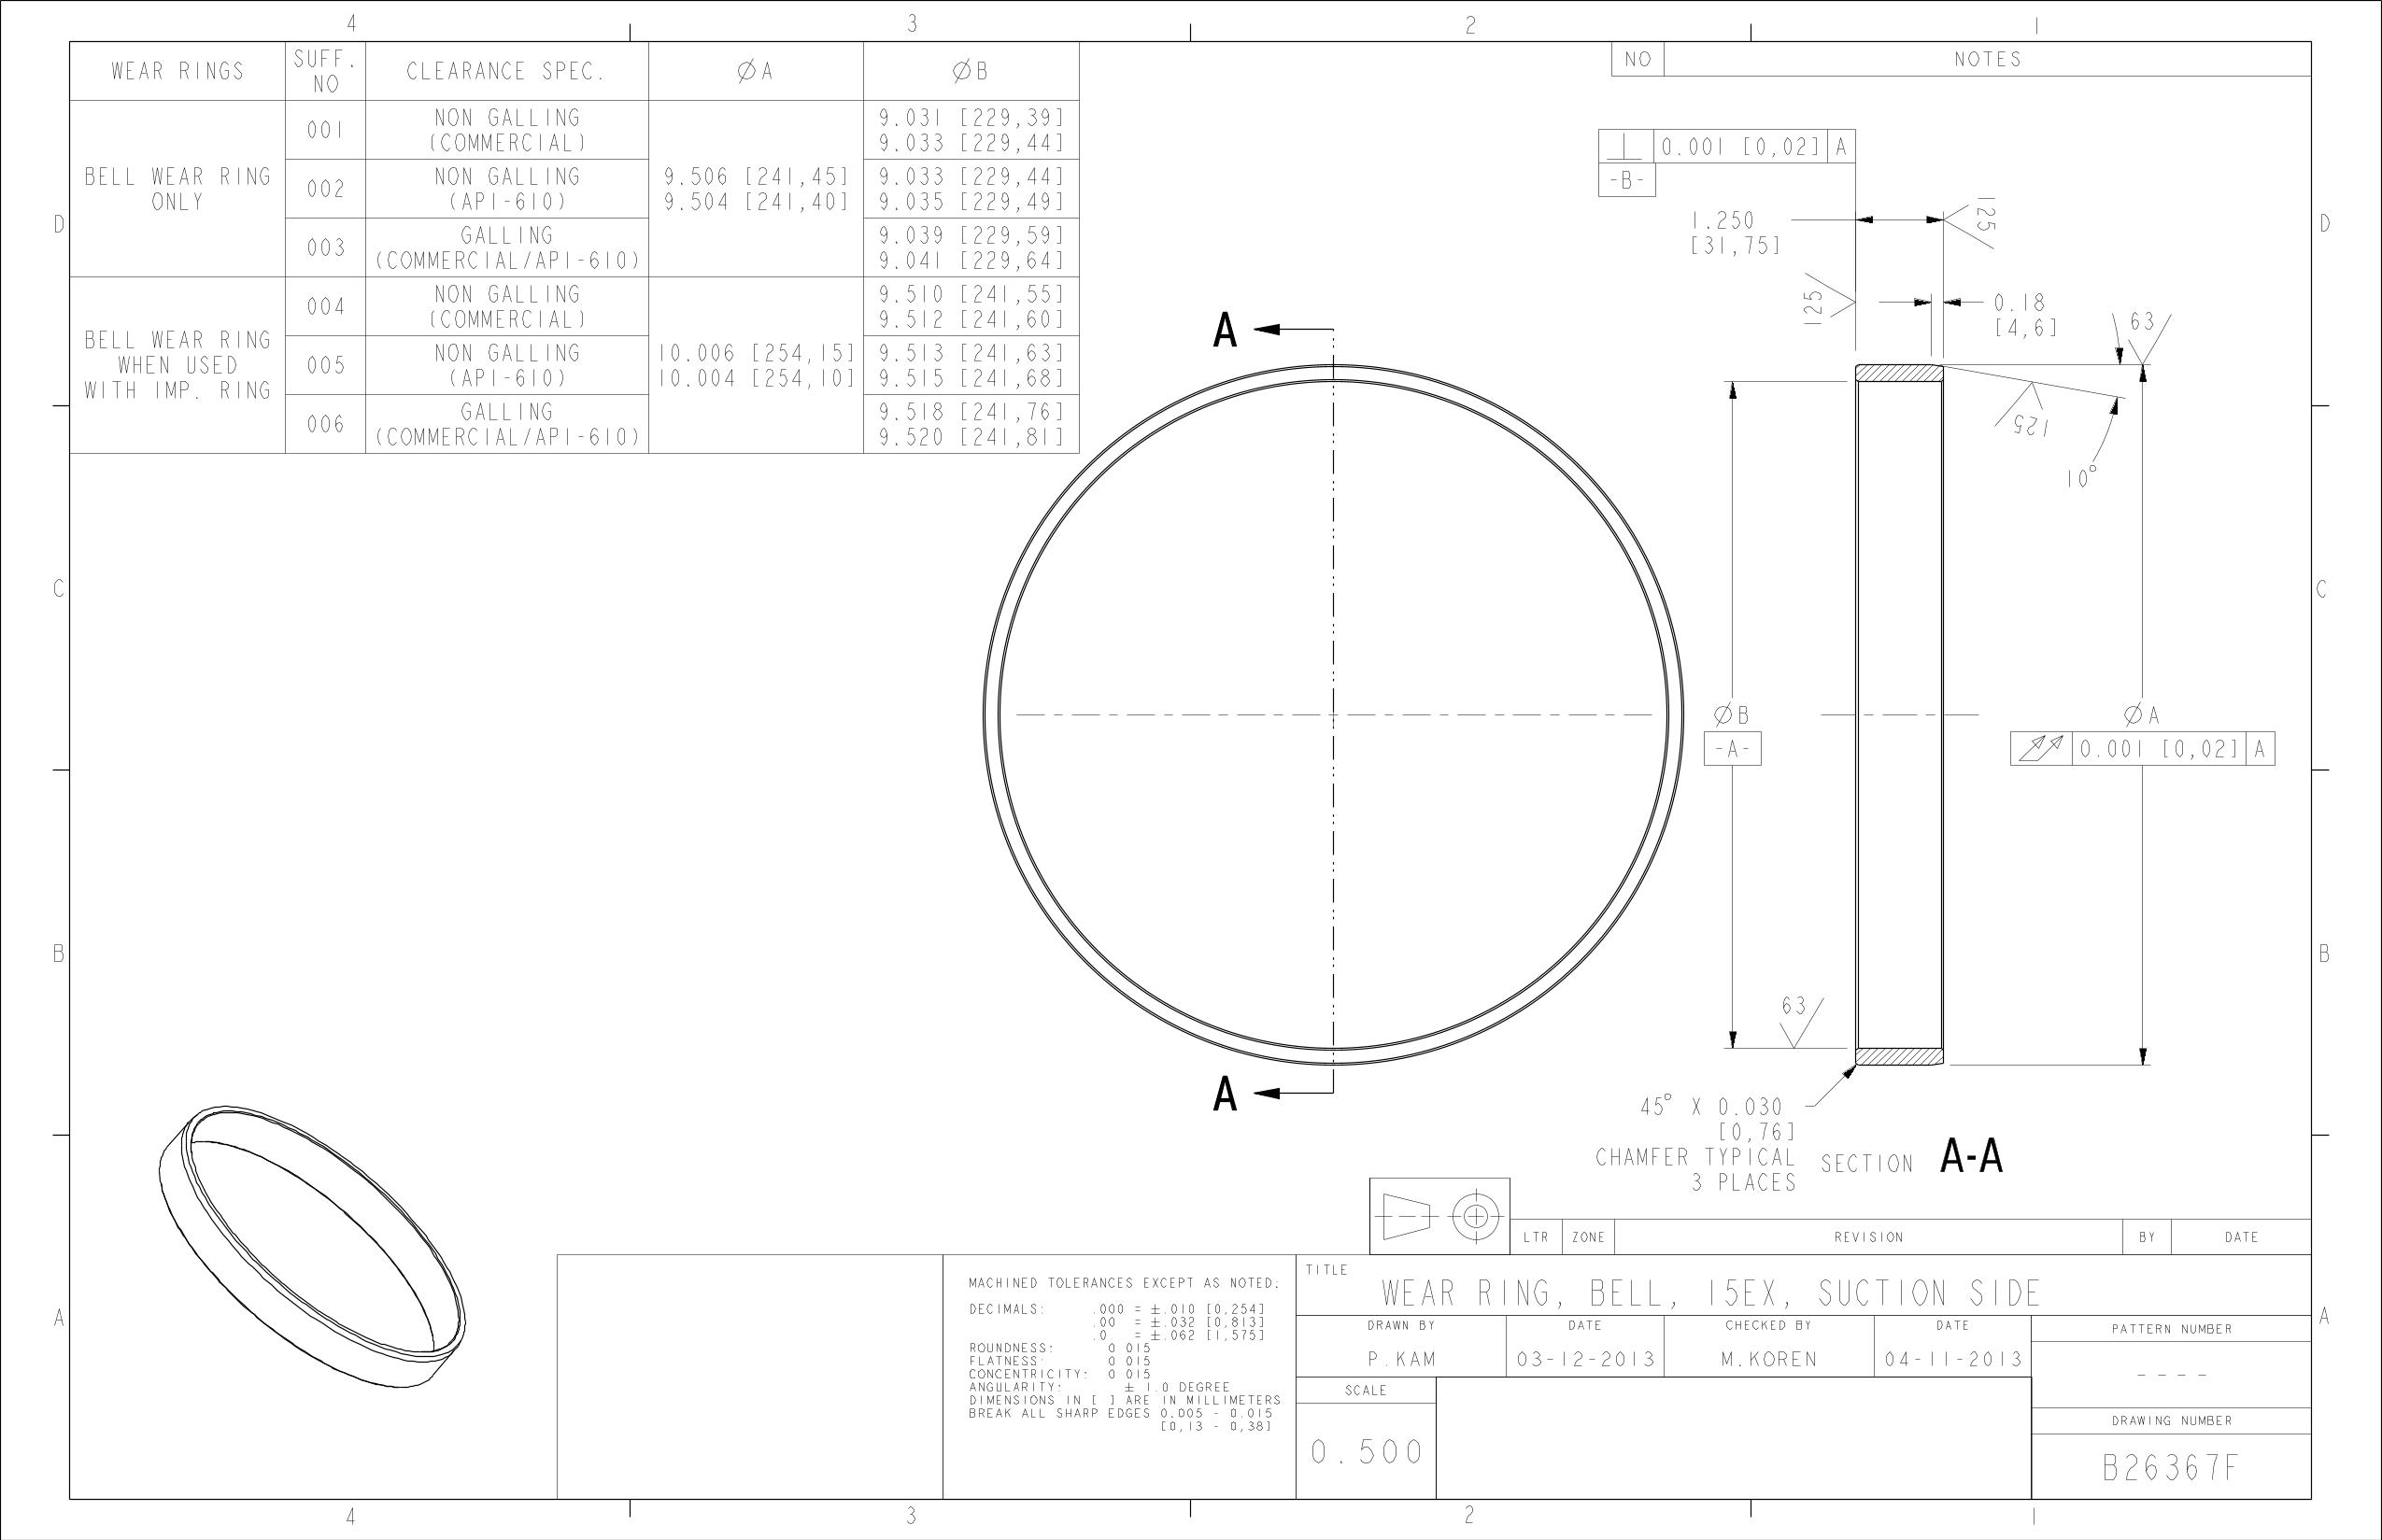 4 3 2 1
WEAR RINGS SUFF. NO CLEARANCE SPEC. ∅A ∅B
BELL WEAR RING ONLY
001 NON GALLING (COMMERCIAL) 9.031 [229,39] 9.033 [229,44]
002 NON GALLING (API-610) 9.506 [241,45] 9.504 [241,40] 9.033 [229,44] 9.035 [229,49]
003 GALLING (COMMERCIAL/API-610) 9.039 [229,59] 9.041 [229,64]
BELL WEAR RING WHEN USED WITH IMP. RING
004 NON GALLING (COMMERCIAL) 9.510 [241,55] 9.512 [241,60]
005 NON GALLING (API-610) 10.006 [254,15] 10.004 [254,10] 9.513 [241,63] 9.515 [241,68]
006 GALLING (COMMERCIAL/API-610) 9.518 [241,76] 9.520 [241,81]
NO NOTES
⊥ 0.001 [0,02] A
-B-
1.250
[31,75]
125
125
0.18
[4,6]
63
125
10°
D D
C C
B B
A A
A
A
∅B
-A-
∅A
0.001 [0,02] A
63
45° X 0.030
[0,76]
CHAMFER TYPICAL
3 PLACES
SECTION A-A
LTR ZONE REVISION BY DATE
MACHINED TOLERANCES EXCEPT AS NOTED:
DECIMALS: .000 = ±.010 [0,254]
.00 = ±.032 [0,813]
.0 = ±.062 [1,575]
ROUNDNESS: 0.015
FLATNESS: 0.015
CONCENTRICITY: 0.015
ANGULARITY: ± 1.0 DEGREE
DIMENSIONS IN [ ] ARE IN MILLIMETERS
BREAK ALL SHARP EDGES 0.005 - 0.015
[0,13 - 0,38]
TITLE
WEAR RING, BELL, 15EX, SUCTION SIDE
DRAWN BY DATE CHECKED BY DATE
P.KAM 03-12-2013 M.KOREN 04-11-2013
PATTERN NUMBER
----
SCALE
0.500
DRAWING NUMBER
B26367F
4 3 2 1